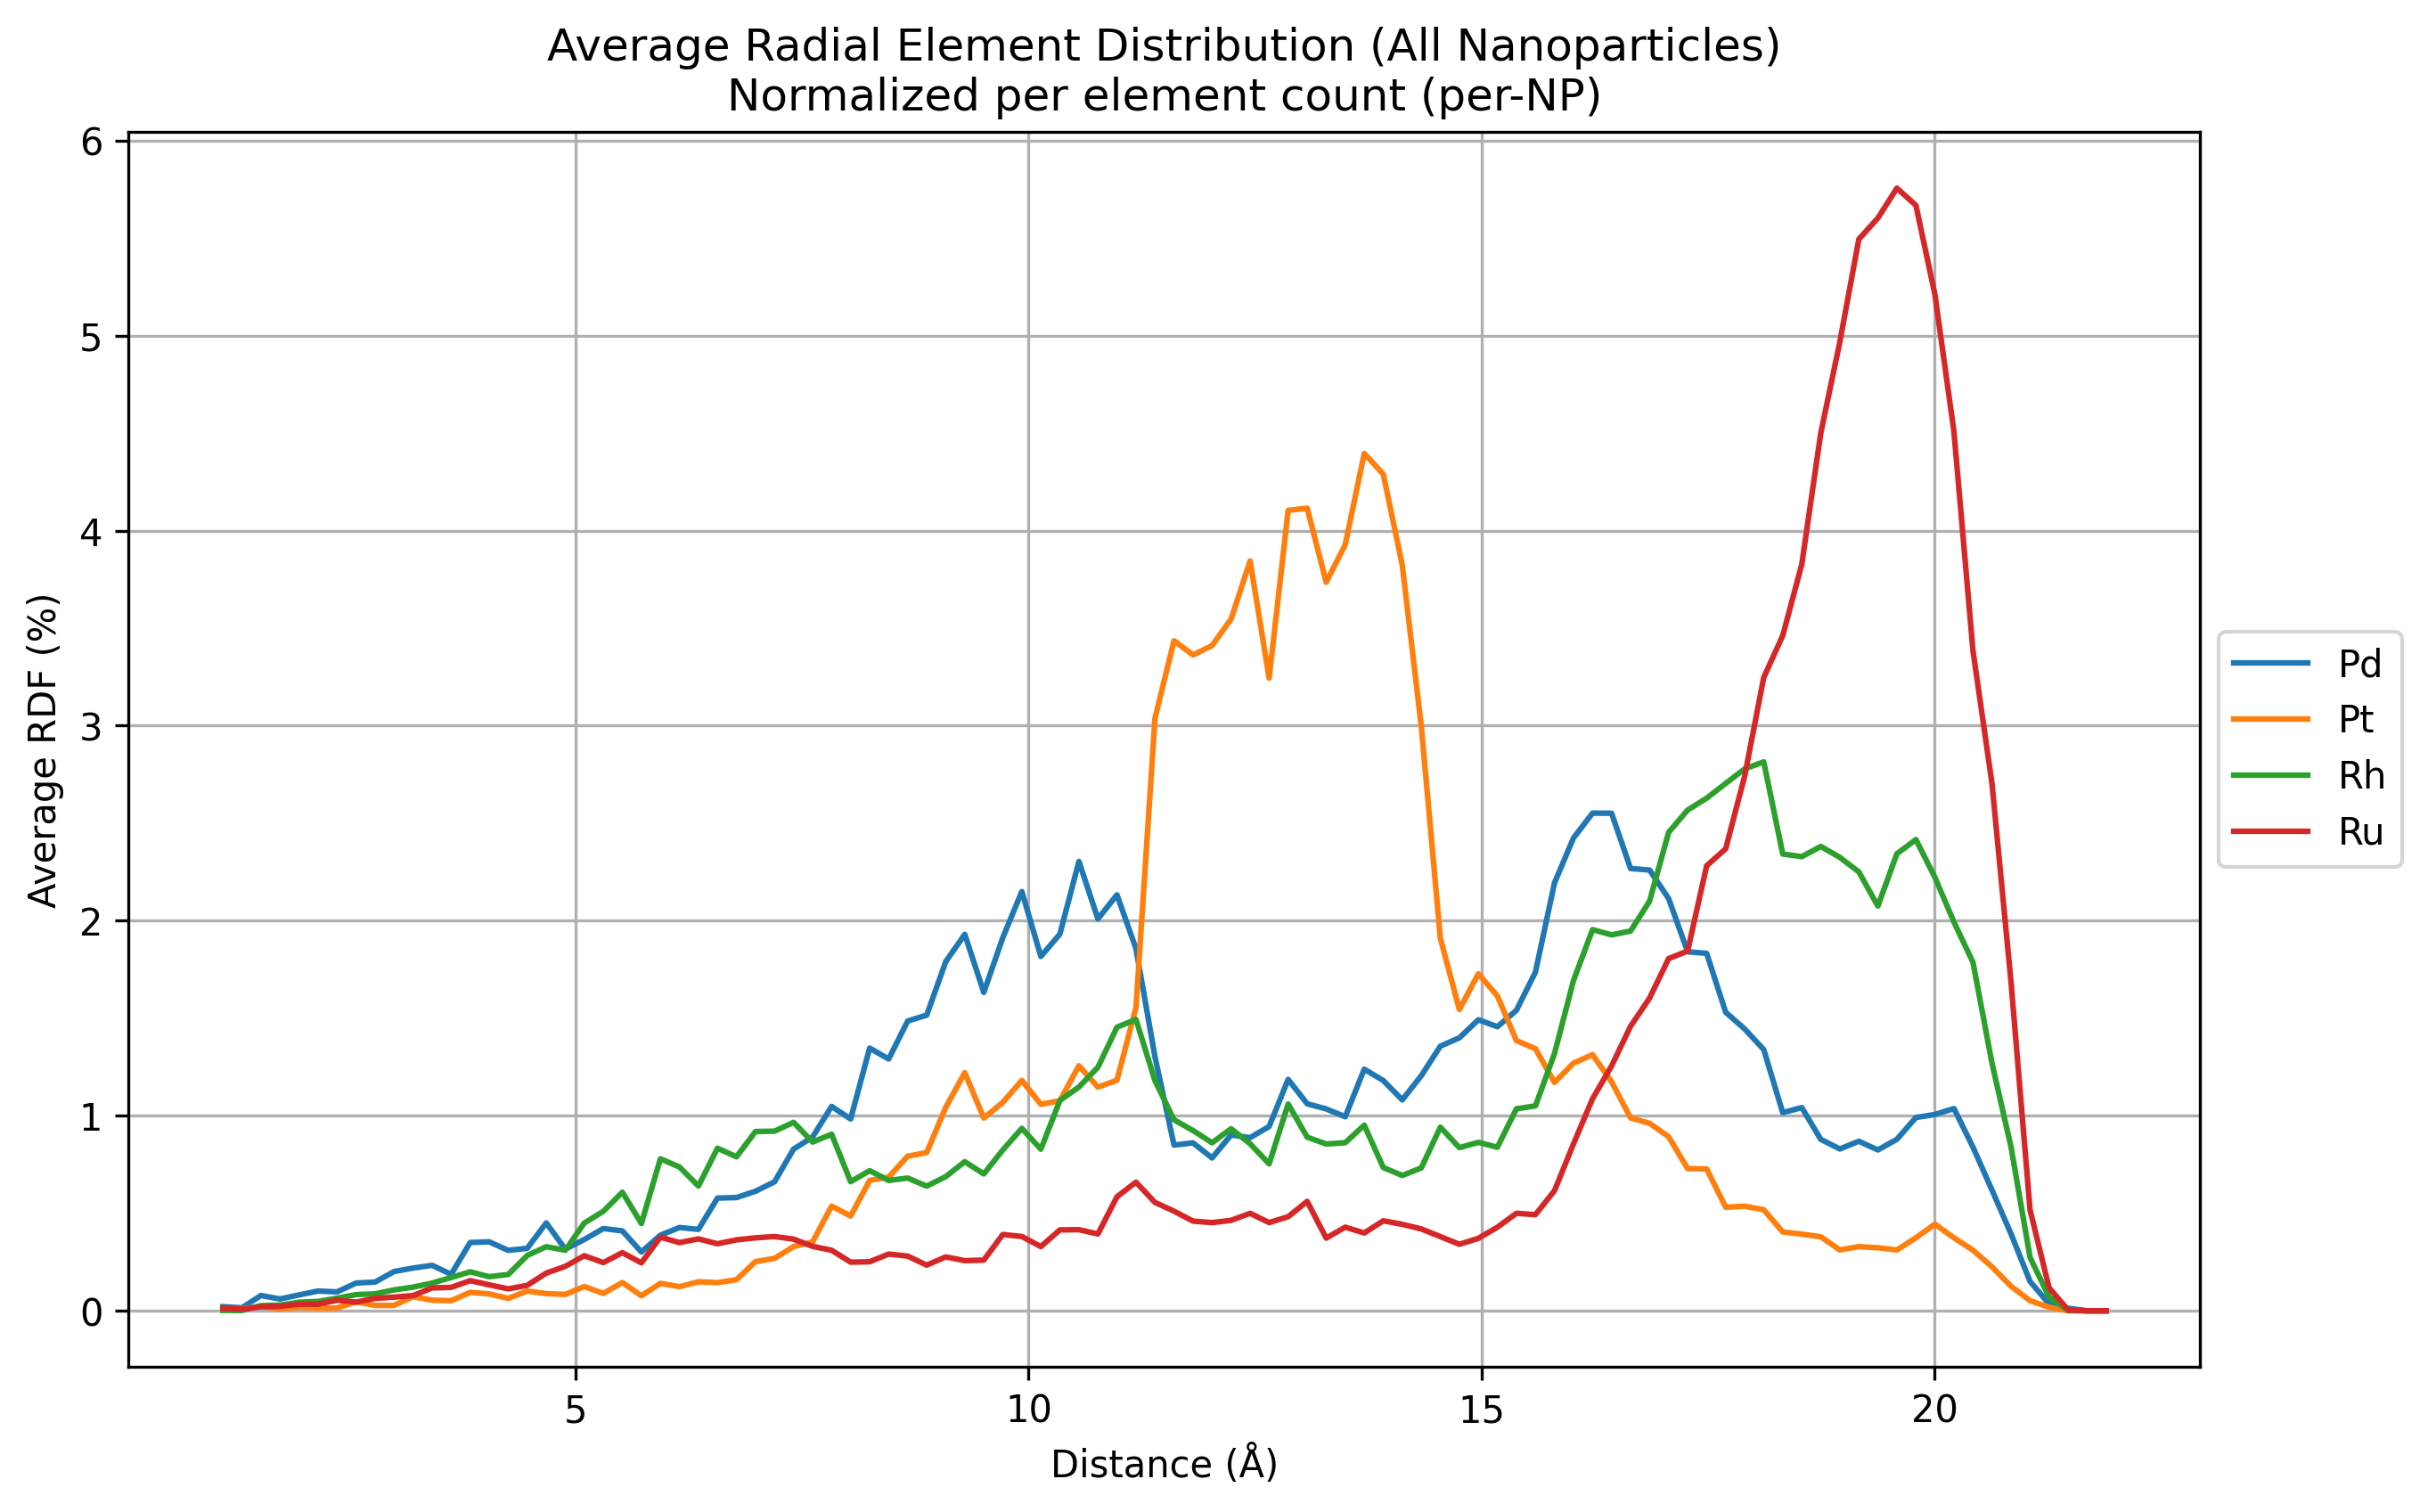 Average Radial Element Distribution (All Nanoparticles)
Normalized per element count (per-NP)
6
5
4
3
2
1
0
Average RDF (%)
5
10
15
20
Distance (Å)
Pd
Pt
Rh
Ru